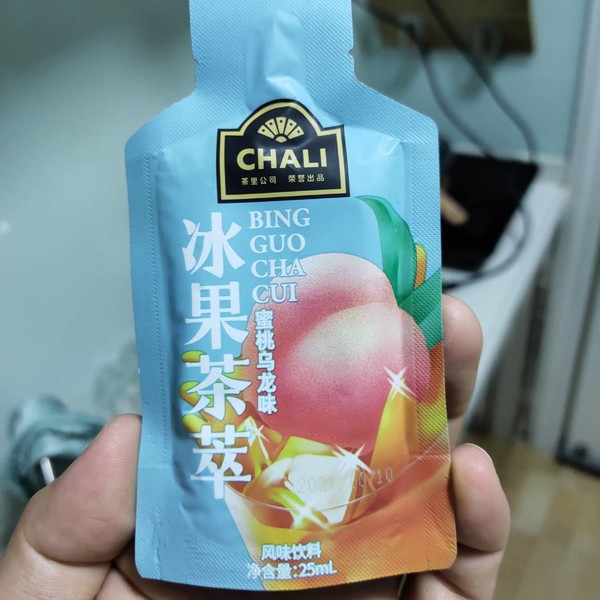 CHALI
茶里公司 荣誉出品
冰果茶萃
BING
GUO
CHA
CUI
蜜桃乌龙味
风味饮料
净含量:25mL